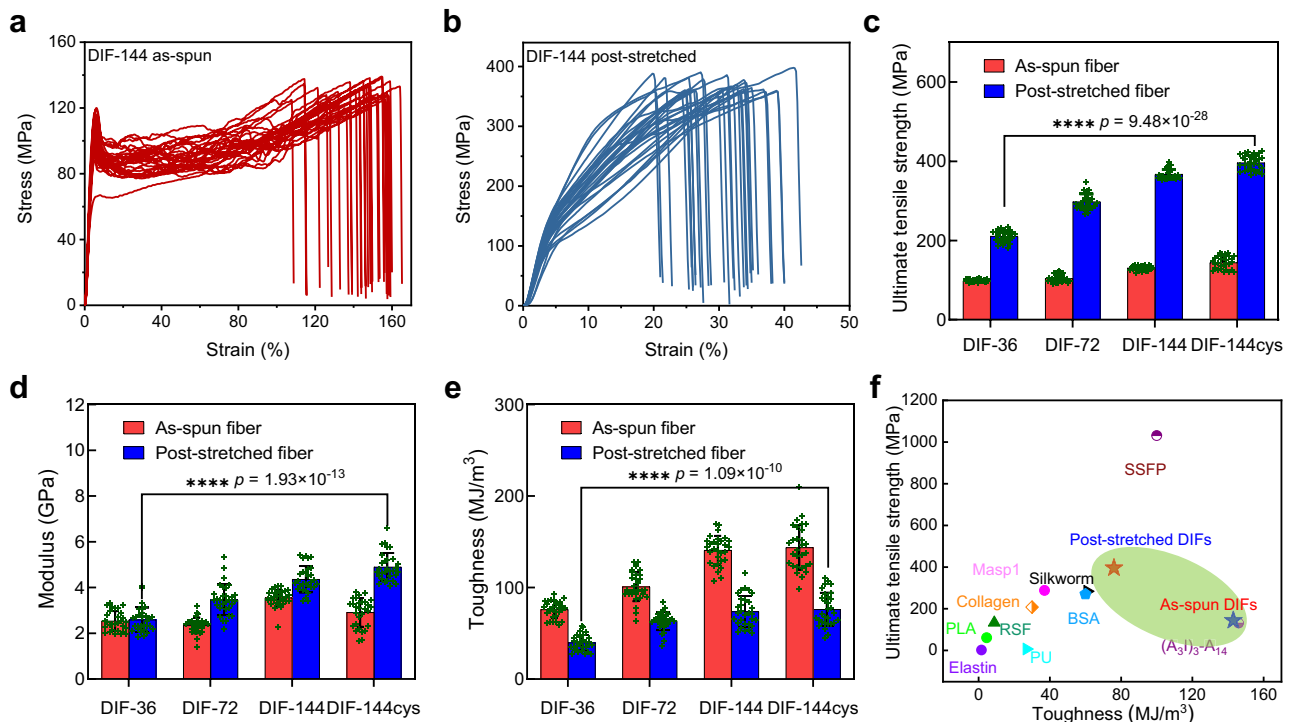 a
DIF-144 as-spun
Stress (MPa)
160
120
80
40
0
0 40 80 120 160
Strain (%)
b
DIF-144 post-stretched
Stress (MPa)
400
300
200
100
0
0 10 20 30 40 50
Strain (%)
c
As-spun fiber
Post-stretched fiber
**** p = 9.48×10-28
Ultimate tensile strength (MPa)
600
400
200
0
DIF-36 DIF-72 DIF-144 DIF-144cys
d
As-spun fiber
Post-stretched fiber
**** p = 1.93×10-13
Modulus (GPa)
12
10
8
6
4
2
0
DIF-36 DIF-72 DIF-144 DIF-144cys
e
As-spun fiber
Post-stretched fiber
**** p = 1.09×10-10
Toughness (MJ/m3)
300
200
100
0
DIF-36 DIF-72 DIF-144 DIF-144cys
f
Ultimate tensile strength (MPa)
1200
1000
800
600
400
200
0
SSFP
Post-stretched DIFs
Masp1
Silkworm
Collagen
BSA
As-spun DIFs
PLA
RSF
(A3I)3-A14
Elastin
PU
0 40 80 120 160
Toughness (MJ/m3)